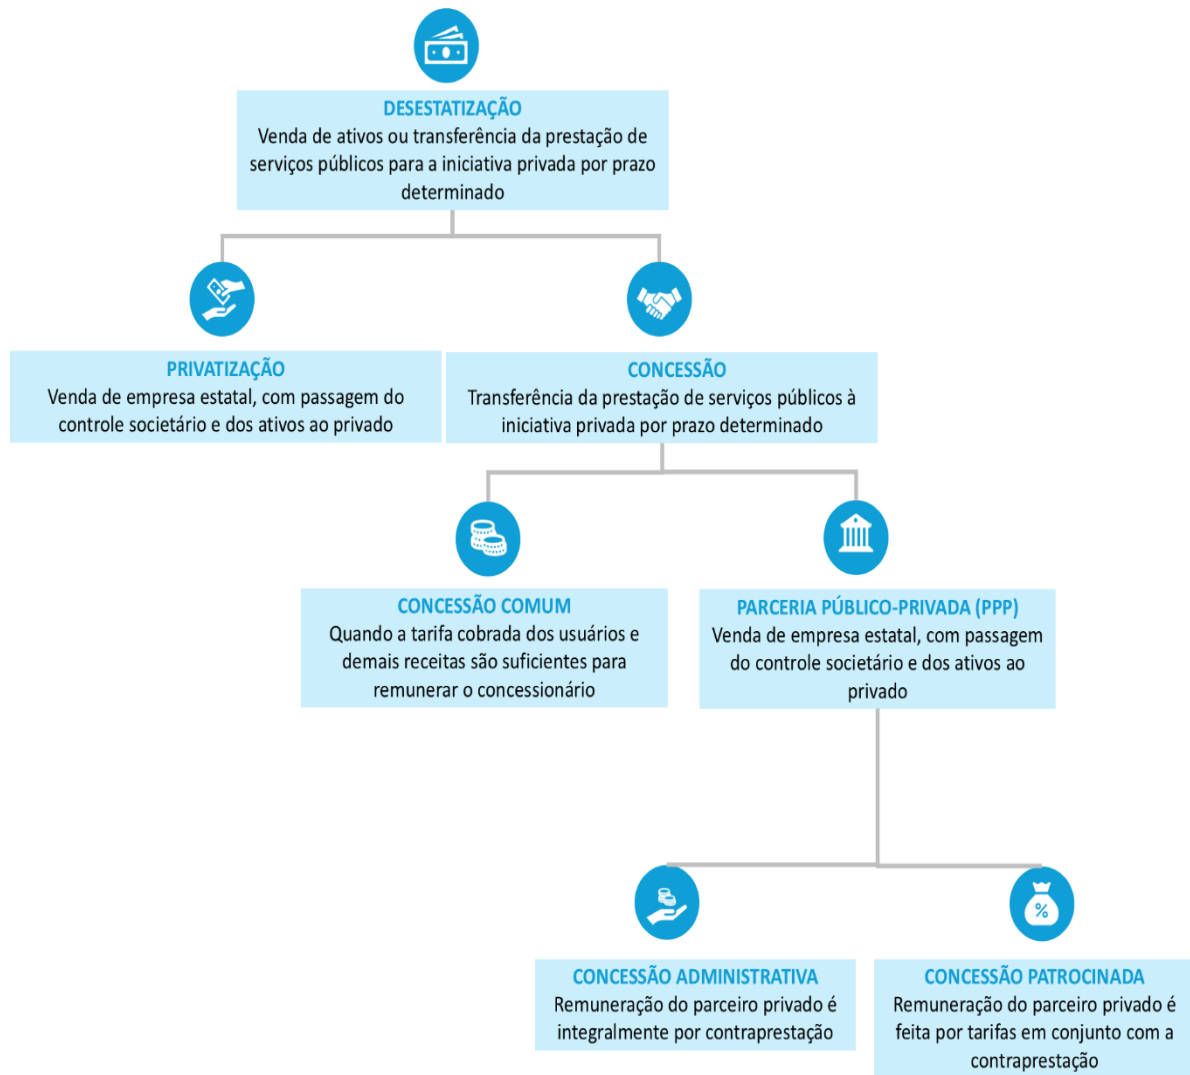 DESESTATIZAÇÃO
Venda de ativos ou transferência da prestação de
serviços públicos para a iniciativa privada por prazo
determinado
PRIVATIZAÇÃO
Venda de empresa estatal, com passagem do
controle societário e dos ativos ao privado
CONCESSÃO
Transferência da prestação de serviços públicos à
iniciativa privada por prazo determinado
CONCESSÃO COMUM
Quando a tarifa cobrada dos usuários e
demais receitas são suficientes para
remunerar o concessionário
PARCERIA PÚBLICO-PRIVADA (PPP)
Venda de empresa estatal, com passagem
do controle societário e dos ativos ao
privado
%
CONCESSÃO ADMINISTRATIVA
Remuneração do parceiro privado é
integralmente por contraprestação
CONCESSÃO PATROCINADA
Remuneração do parceiro privado é
feita por tarifas em conjunto com a
contraprestação